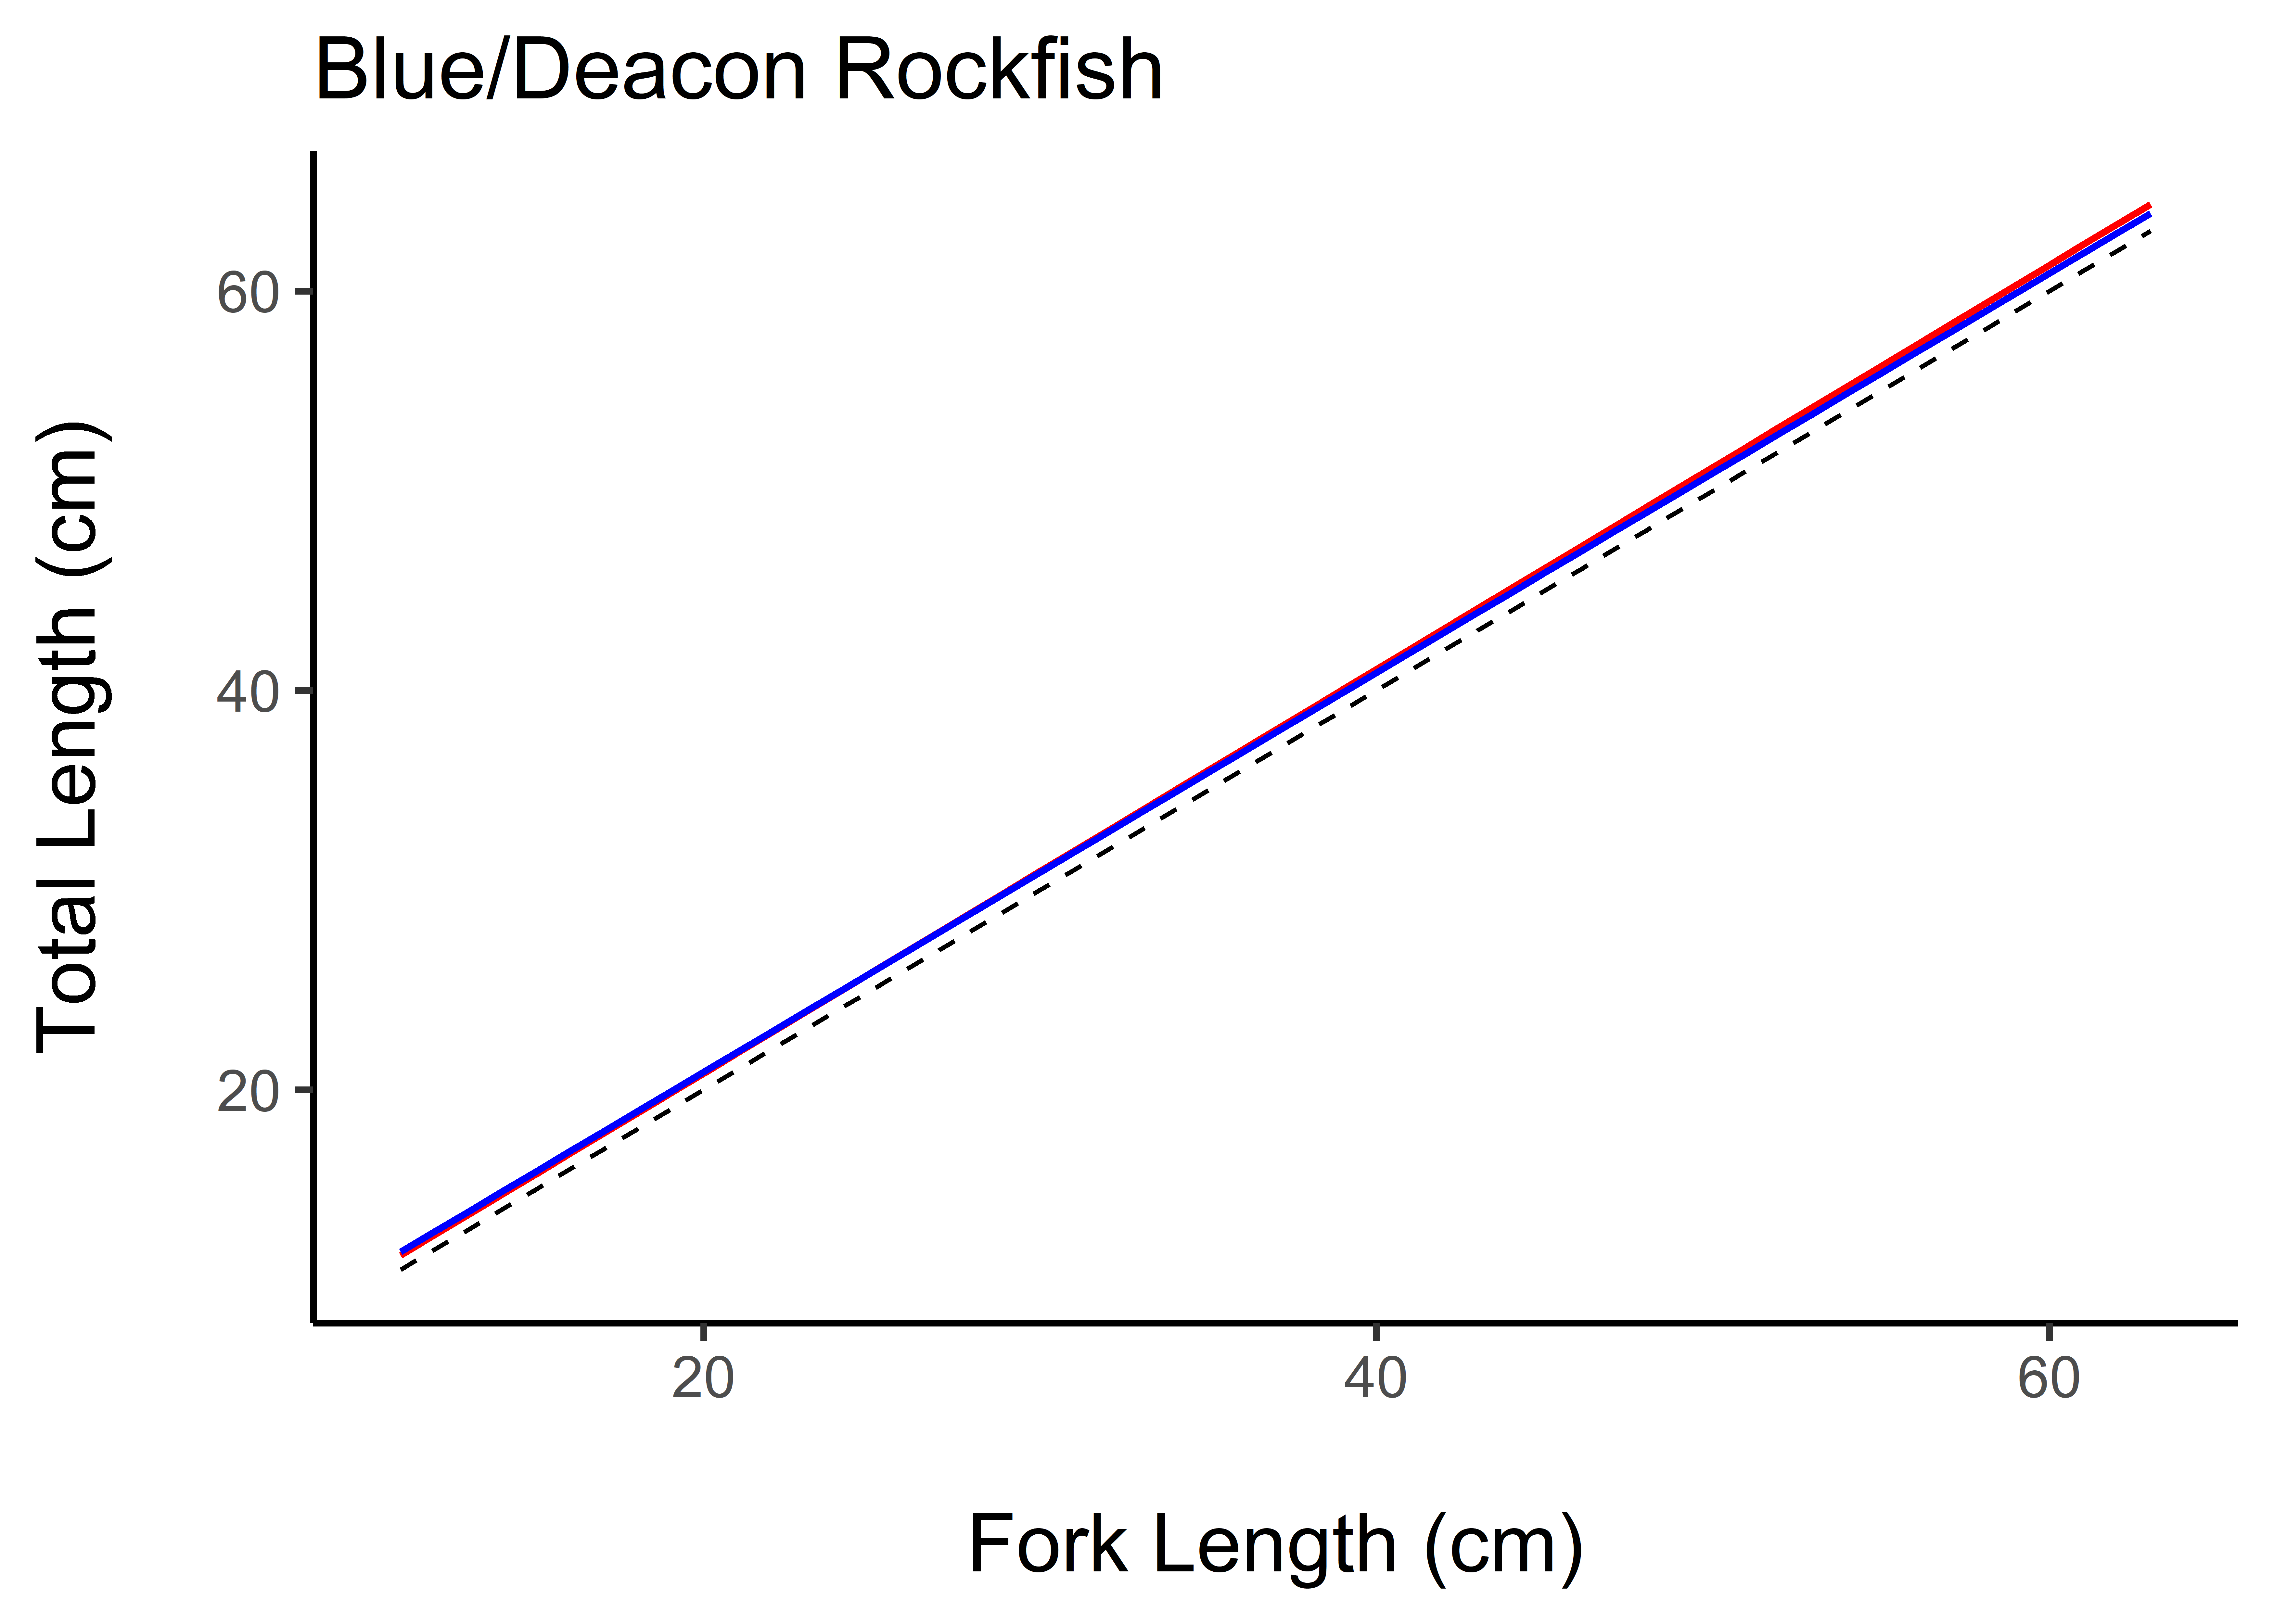 Blue/Deacon Rockfish
Total Length (cm)
60
40
20
20 40 60
Fork Length (cm)